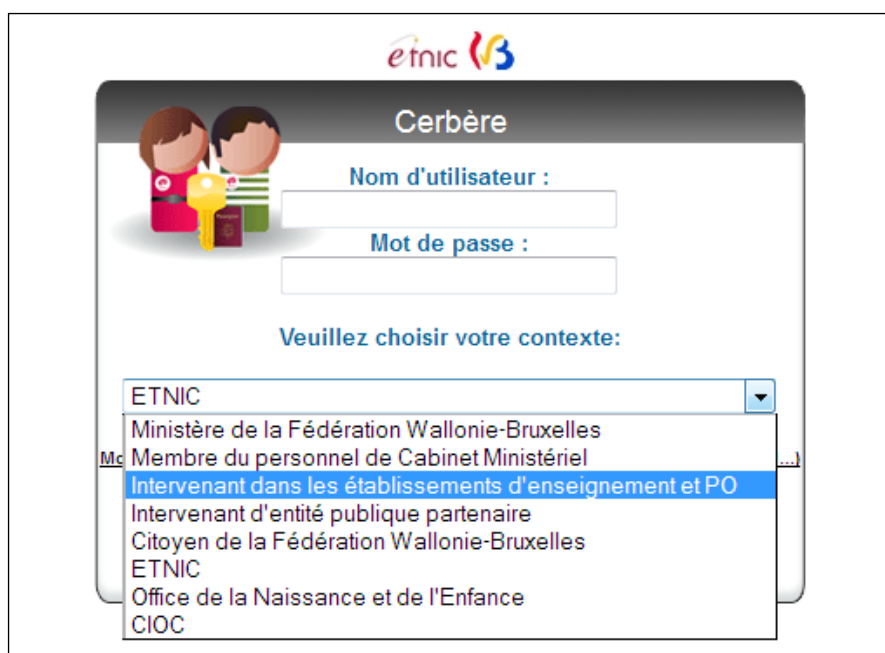 etnic
Cerbère
Nom d'utilisateur :
Mot de passe :
Veuillez choisir votre contexte:
ETNIC
Ministère de la Fédération Wallonie-Bruxelles
Membre du personnel de Cabinet Ministériel
Intervenant dans les établissements d'enseignement et PO
Intervenant d'entité publique partenaire
Citoyen de la Fédération Wallonie-Bruxelles
ETNIC
Office de la Naissance et de l'Enfance
CIOC